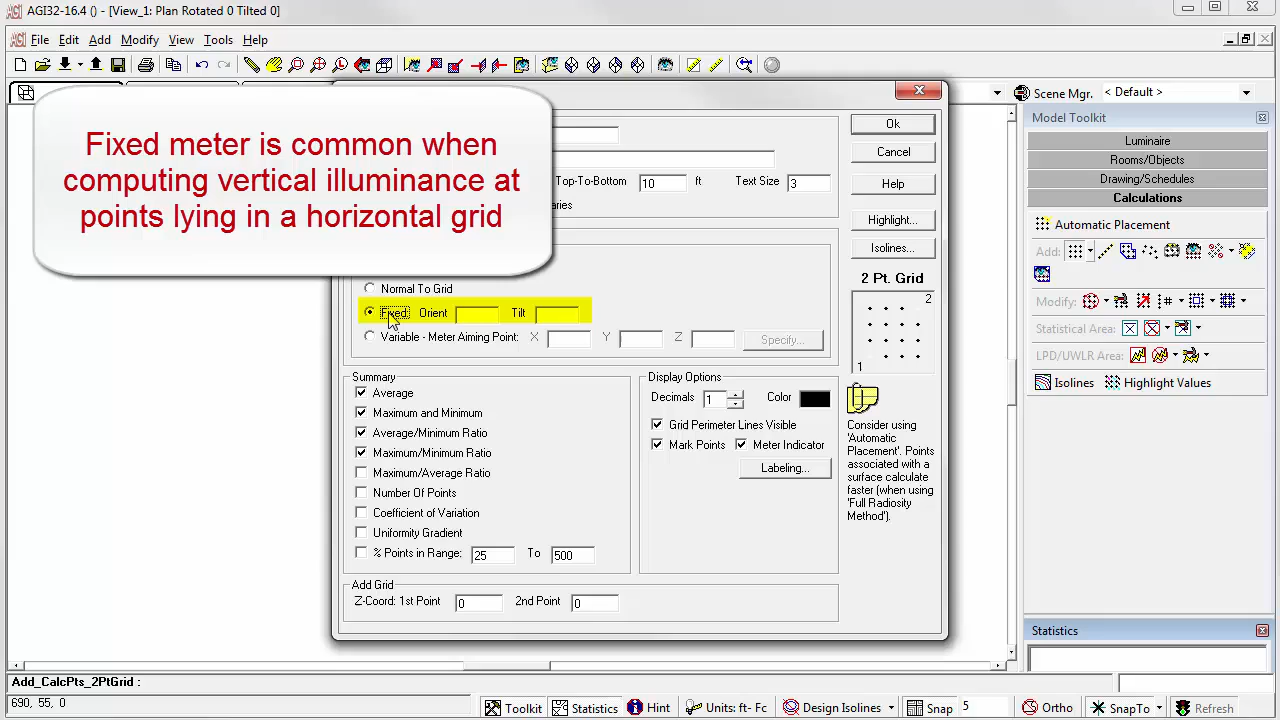 AGI32-16.4 () - [View_1: Plan Rotated 0 Tilted 0]
File Edit Add Modify View Tools Help
Scene Mgr. < Default >
Fixed meter is common when
computing vertical illuminance at
points lying in a horizontal grid
Top-To-Bottom 10 ft Text Size 3
Normal To Grid
Fixed Orient Tilt
Variable - Meter Aiming Point: X Y Z Specify...
Summary
Average
Maximum and Minimum
Average/Minimum Ratio
Maximum/Minimum Ratio
Maximum/Average Ratio
Number Of Points
Coefficient of Variation
Uniformity Gradient
% Points in Range: 25 To 500
Display Options
Decimals 1 Color
Grid Perimeter Lines Visible
Mark Points Meter Indicator
Labeling...
Add Grid
Z-Coord: 1st Point 0 2nd Point 0
Ok
Cancel
Help
Highlight...
Isolines...
2 Pt. Grid
2
1
Consider using
'Automatic
Placement'. Points
associated with a
surface calculate
faster (when using
'Full Radiosity
Method').
Model Toolkit
Luminaire
Rooms/Objects
Drawing/Schedules
Calculations
Automatic Placement
Add:
Modify:
Statistical Area:
LPD/UWLR Area:
Isolines Highlight Values
Statistics
Add_CalcPts_2PtGrid :
690, 55, 0
Toolkit Statistics Hint Units: ft- Fc Design Isolines Snap 5 Ortho SnapTo Refresh